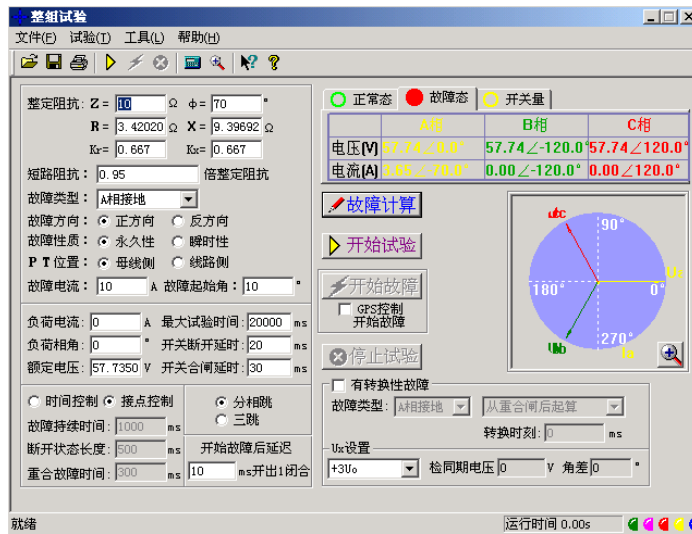 整组试验
文件(F) 试验(T) 工具(L) 帮助(H)
整定阻抗: Z = 10 Ω ϕ = 70 °
R = 3.42020 Ω X = 9.39692 Ω
Kr= 0.667 Kx= 0.667
短路阻抗: 0.95 倍整定阻抗
故障类型: A相接地
故障方向: 正方向 反方向
故障性质: 永久性 瞬时性
P T 位置: 母线侧 线路侧
故障电流: 10 A 故障起始角: 10 °
负荷电流: 0 A 最大试验时间: 20000 ms
负荷相角: 0 ° 开关断开延时: 20 ms
额定电压: 57.7350 V 开关合闸延时: 30 ms
时间控制 接点控制
故障持续时间: 1000 ms
断开状态长度: 500 ms
重合故障时间: 300 ms
分相跳
三跳
开始故障后延迟
10 ms开出1闭合
正常态 故障态 开关量
A相 B相 C相
电压(V) 57.74∠0.0° 57.74∠-120.0° 57.74∠120.0°
电流(A) 3.65∠-70.0° 0.00∠-120.0° 0.00∠120.0°
故障计算
开始试验
开始故障
GPS控制
开始故障
停止试验
90°
180° 0°
270°
Ua
有转换性故障
故障类型: A相接地 从重合闸后起算
转换时刻: 0 ms
Ux设置
+3U₀ 检同期电压 0 V 角差 0 °
就绪 运行时间 0.00s